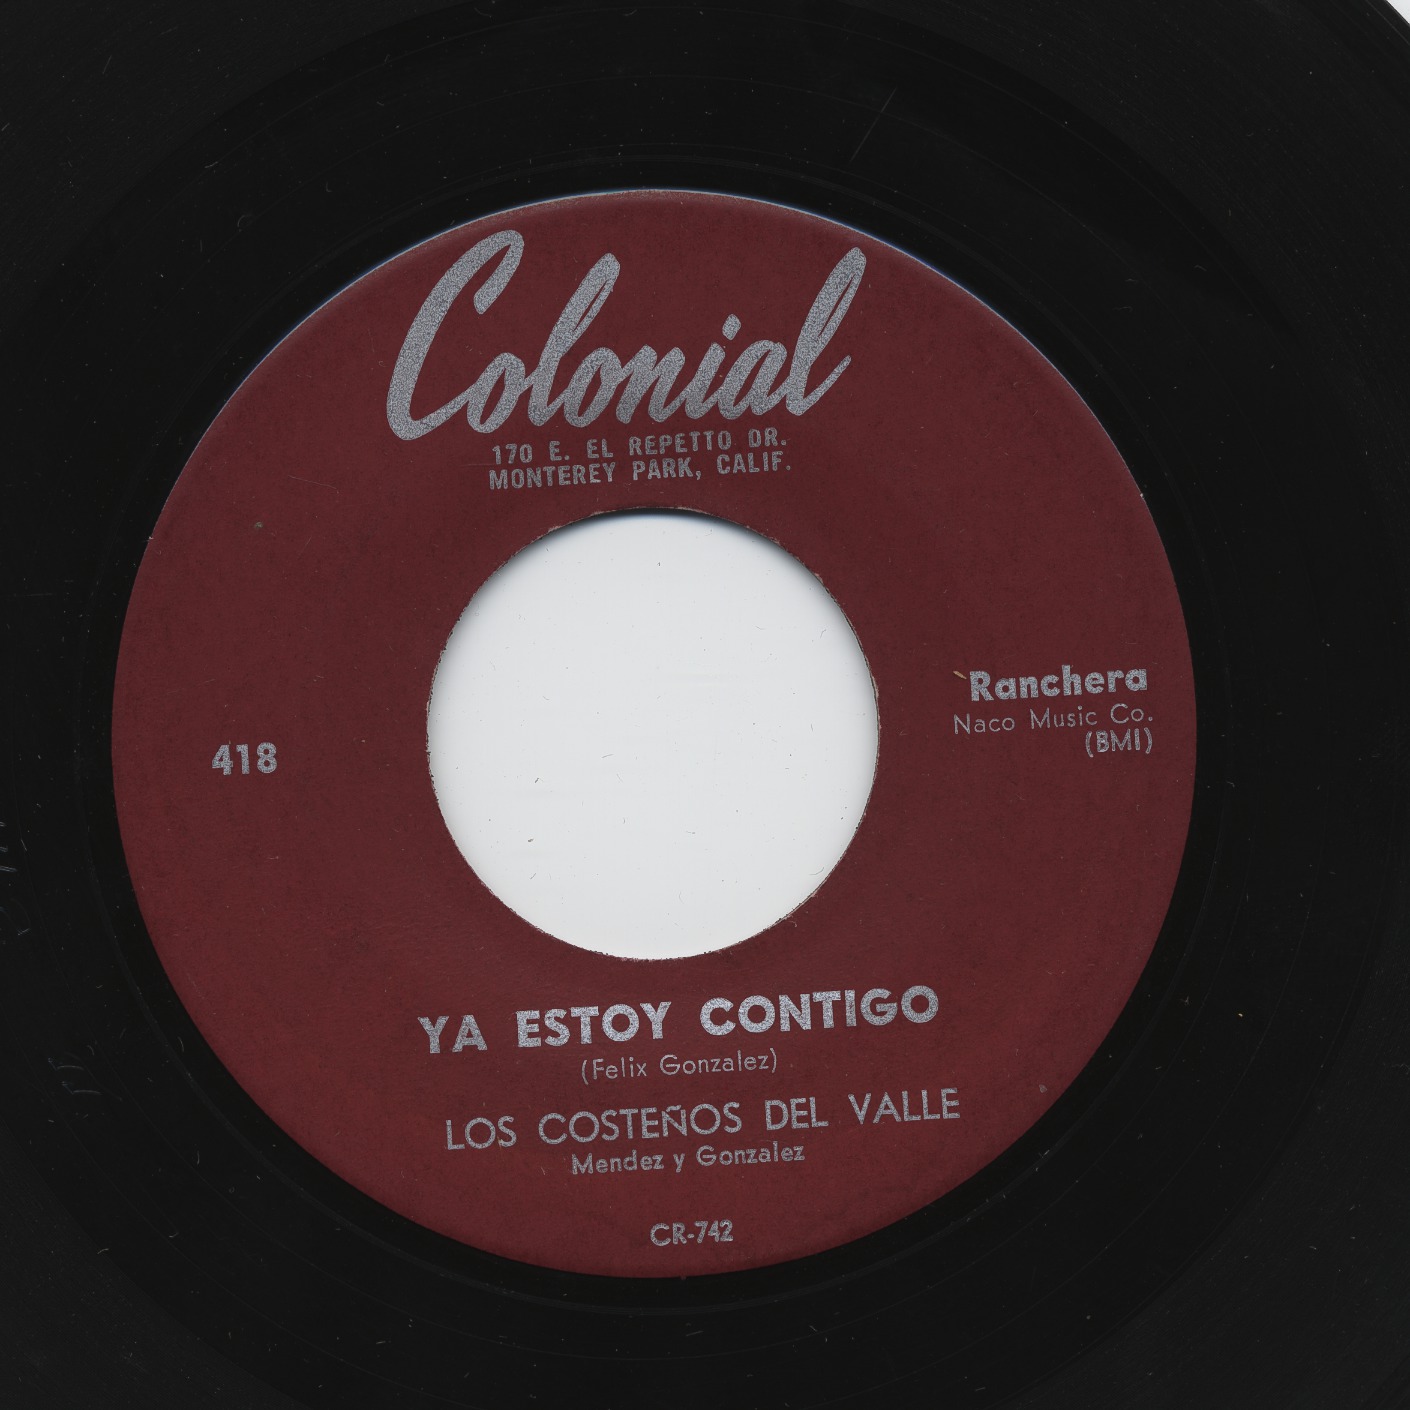 Colonial
170 E. EL REPETTO DR.
MONTEREY PARK, CALIF.
Ranchera
Naco Music Co.
(BMI)
418
YA ESTOY CONTIGO
(Felix Gonzalez)
LOS COSTEÑOS DEL VALLE
Mendez y Gonzalez
CR-742